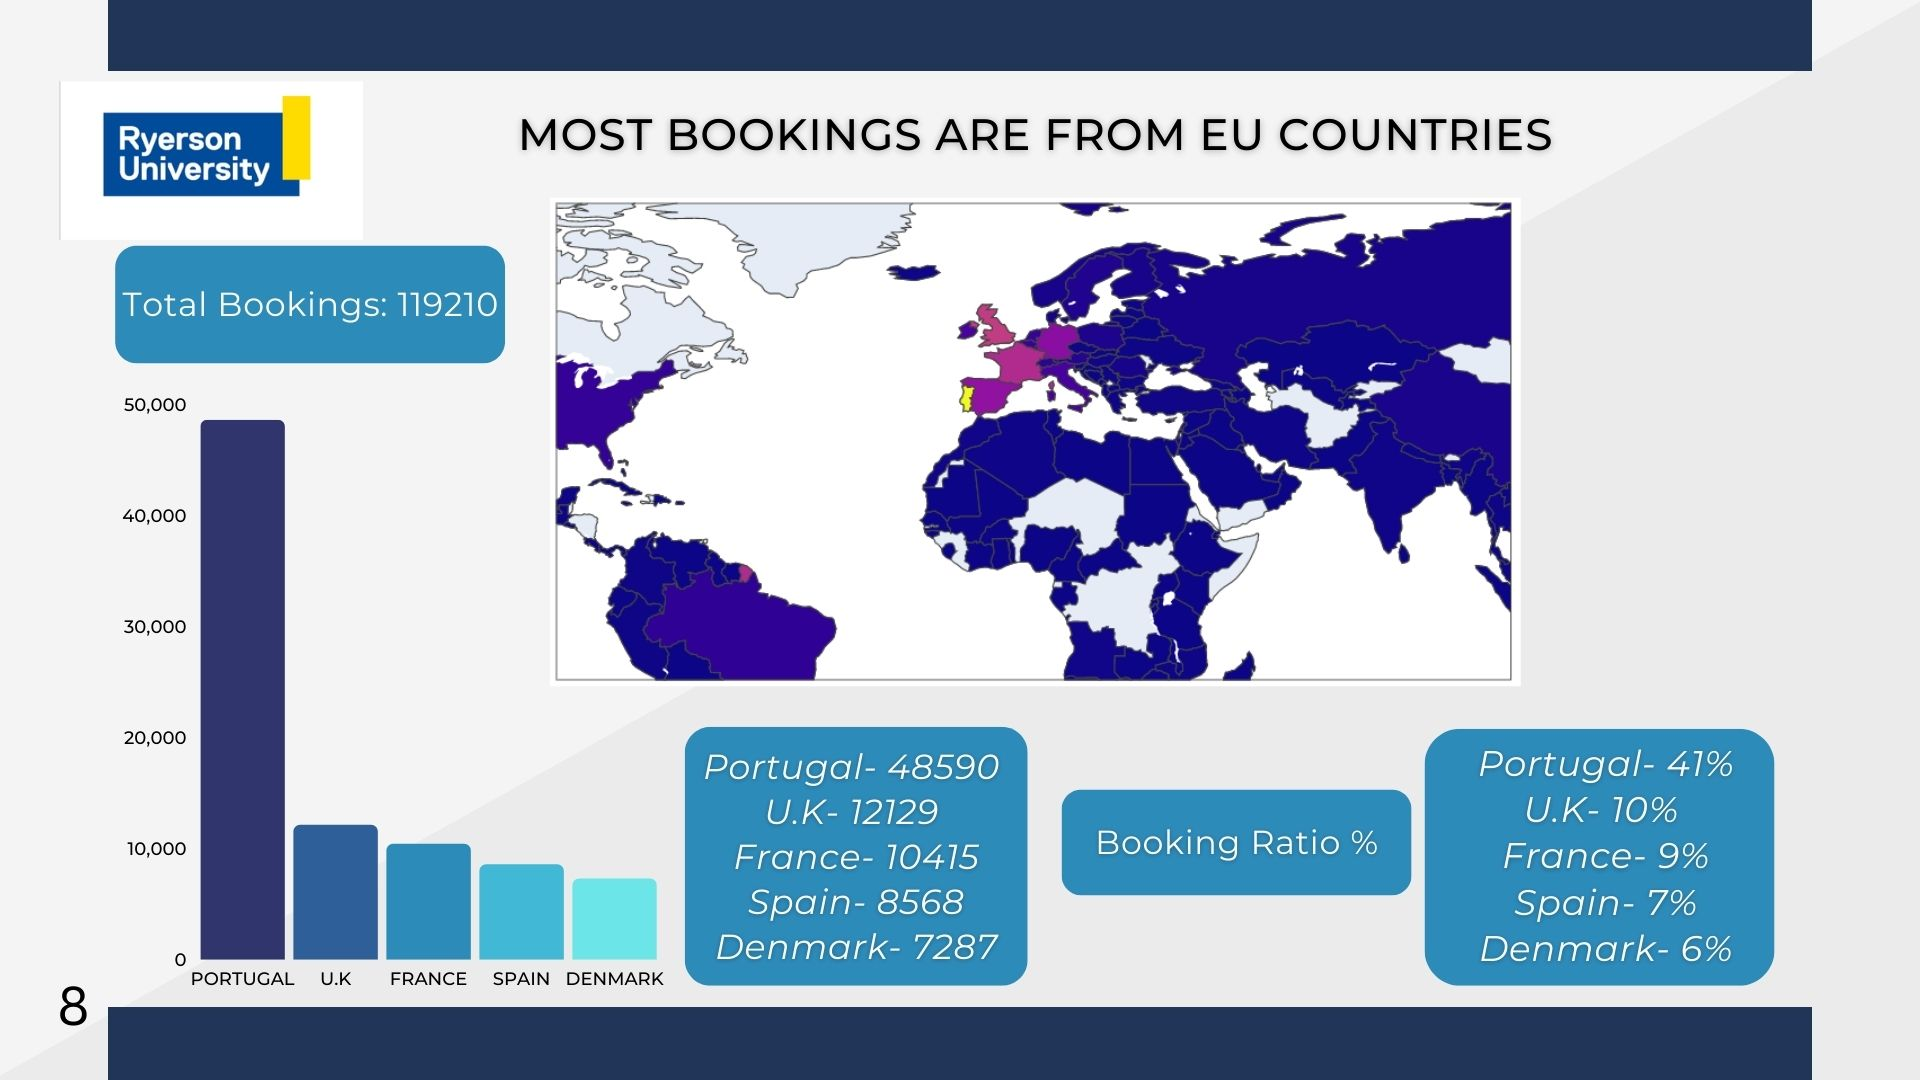 Ryerson
University
MOST BOOKINGS ARE FROM EU COUNTRIES
Total Bookings: 119210
50,000
40,000
30,000
20,000
10,000
0
PORTUGAL U.K FRANCE SPAIN DENMARK
Portugal- 48590
U.K- 12129
France- 10415
Spain- 8568
Denmark- 7287
Booking Ratio %
Portugal- 41%
U.K- 10%
France- 9%
Spain- 7%
Denmark- 6%
8